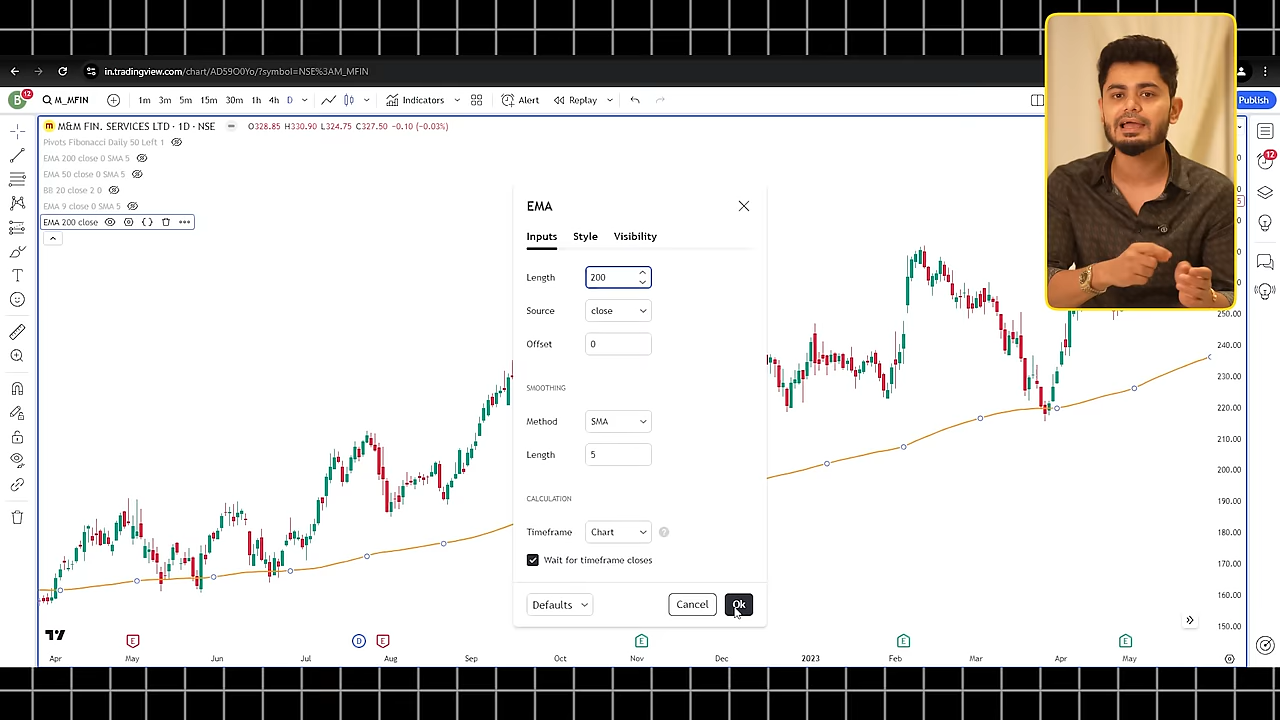 in.tradingview.com/chart/AD59O0Yo/?symbol=NSE%3AM_MFIN
B 12 M_MFIN 1m 3m 5m 15m 30m 1h 4h D Indicators Alert Replay Publish
m M&M FIN. SERVICES LTD · 1D · NSE O328.85 H330.90 L324.75 C327.50 -0.10 (-0.03%)
Pivots Fibonacci Daily 50 Left 1
EMA 200 close 0 SMA 5
EMA 50 close 0 SMA 5
BB 20 close 2 0
EMA 9 close 0 SMA 5
EMA 200 close
12
EMA
Inputs Style Visibility
Length 200
Source close
Offset 0
SMOOTHING
Method SMA
Length 5
CALCULATION
Timeframe Chart ?
Wait for timeframe closes
Defaults Cancel Ok
250.00
240.00
230.00
220.00
210.00
200.00
190.00
180.00
170.00
160.00
150.00
E D E E E E
Apr May Jun Jul Aug Sep Oct Nov Dec 2023 Feb Mar Apr May